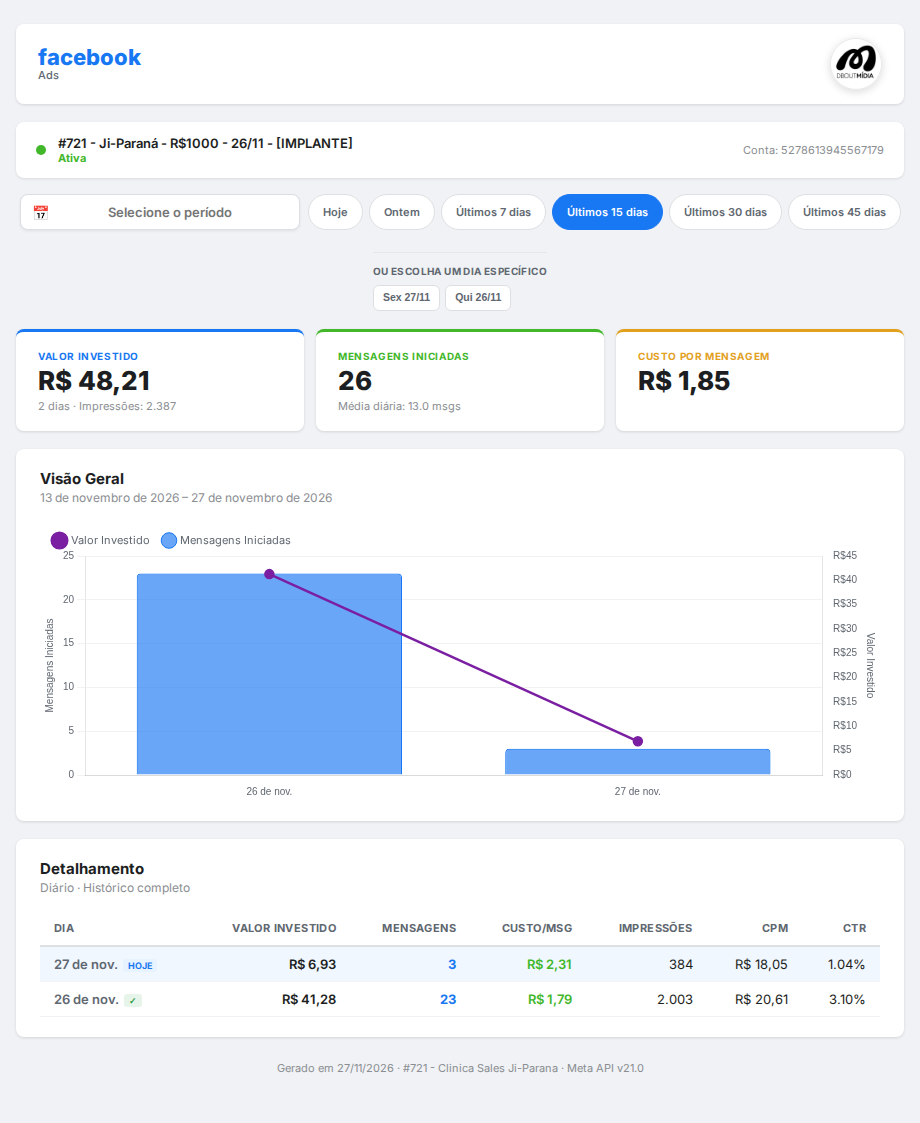 facebook
Ads
DBOUTMÍDIA
#721 - Ji-Paraná - R$1000 - 26/11 - [IMPLANTE]
Ativa
Conta: 5278613945567179
Selecione o período
Hoje
Ontem
Últimos 7 dias
Últimos 15 dias
Últimos 30 dias
Últimos 45 dias
OU ESCOLHA UM DIA ESPECÍFICO
Sex 27/11
Qui 26/11
VALOR INVESTIDO
R$ 48,21
2 dias · Impressões: 2.387
MENSAGENS INICIADAS
26
Média diária: 13.0 msgs
CUSTO POR MENSAGEM
R$ 1,85
Visão Geral
13 de novembro de 2026 – 27 de novembro de 2026
Valor Investido
Mensagens Iniciadas
25
20
15
10
5
0
Mensagens Iniciadas
R$45
R$40
R$35
R$30
R$25
R$20
R$15
R$10
R$5
R$0
Valor Investido
26 de nov.
27 de nov.
Detalhamento
Diário · Histórico completo
DIA VALOR INVESTIDO MENSAGENS CUSTO/MSG IMPRESSÕES CPM CTR
27 de nov. HOJE R$ 6,93 3 R$ 2,31 384 R$ 18,05 1.04%
26 de nov. ✓ R$ 41,28 23 R$ 1,79 2.003 R$ 20,61 3.10%
Gerado em 27/11/2026 · #721 - Clinica Sales Ji-Parana · Meta API v21.0